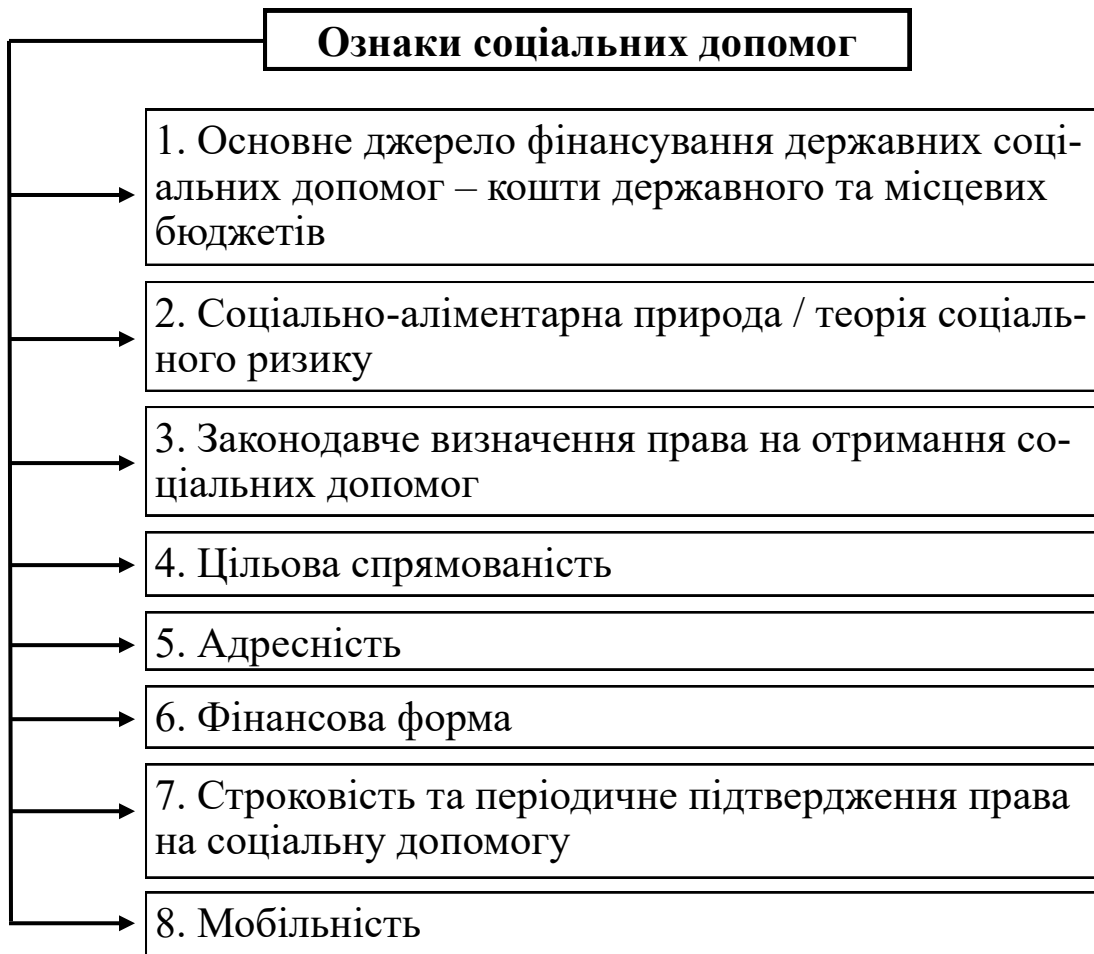 Ознаки соціальних допомог
1. Основне джерело фінансування державних соці-
альних допомог – кошти державного та місцевих
бюджетів
2. Соціально-аліментарна природа / теорія соціаль-
ного ризику
3. Законодавче визначення права на отримання со-
ціальних допомог
4. Цільова спрямованість
5. Адресність
6. Фінансова форма
7. Строковість та періодичне підтвердження права
на соціальну допомогу
8. Мобільність